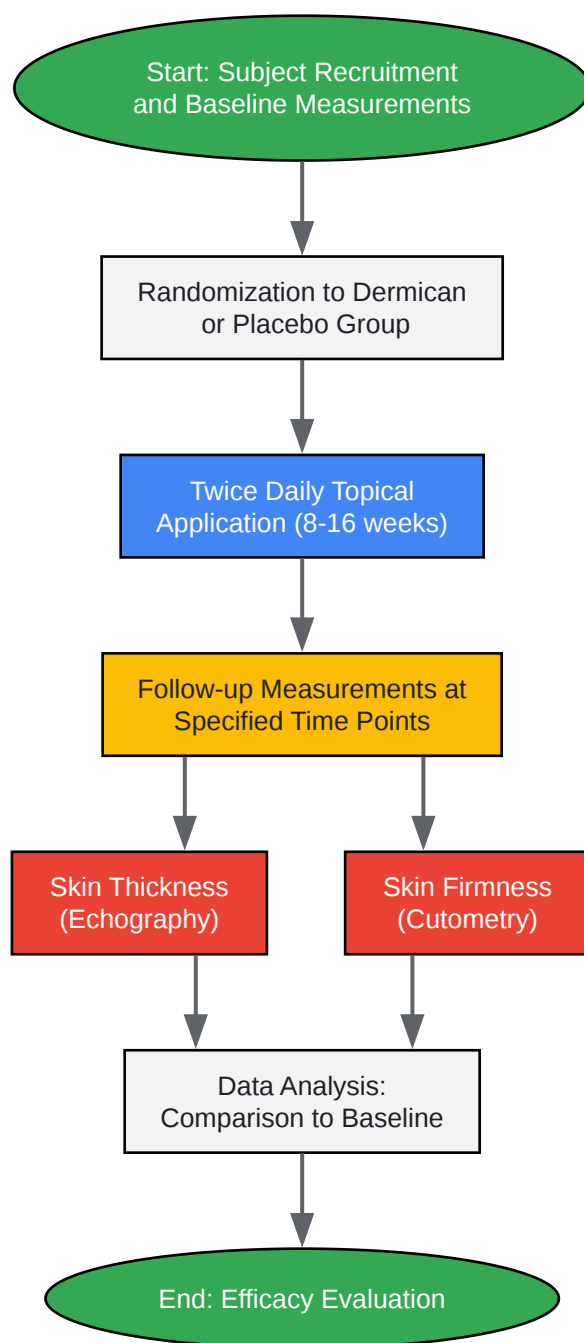 Start: Subject Recruitment
and Baseline Measurements
Randomization to Dermican
or Placebo Group
Twice Daily Topical
Application (8-16 weeks)
Follow-up Measurements at
Specified Time Points
Skin Thickness
(Echography)
Skin Firmness
(Cutometry)
Data Analysis:
Comparison to Baseline
End: Efficacy Evaluation